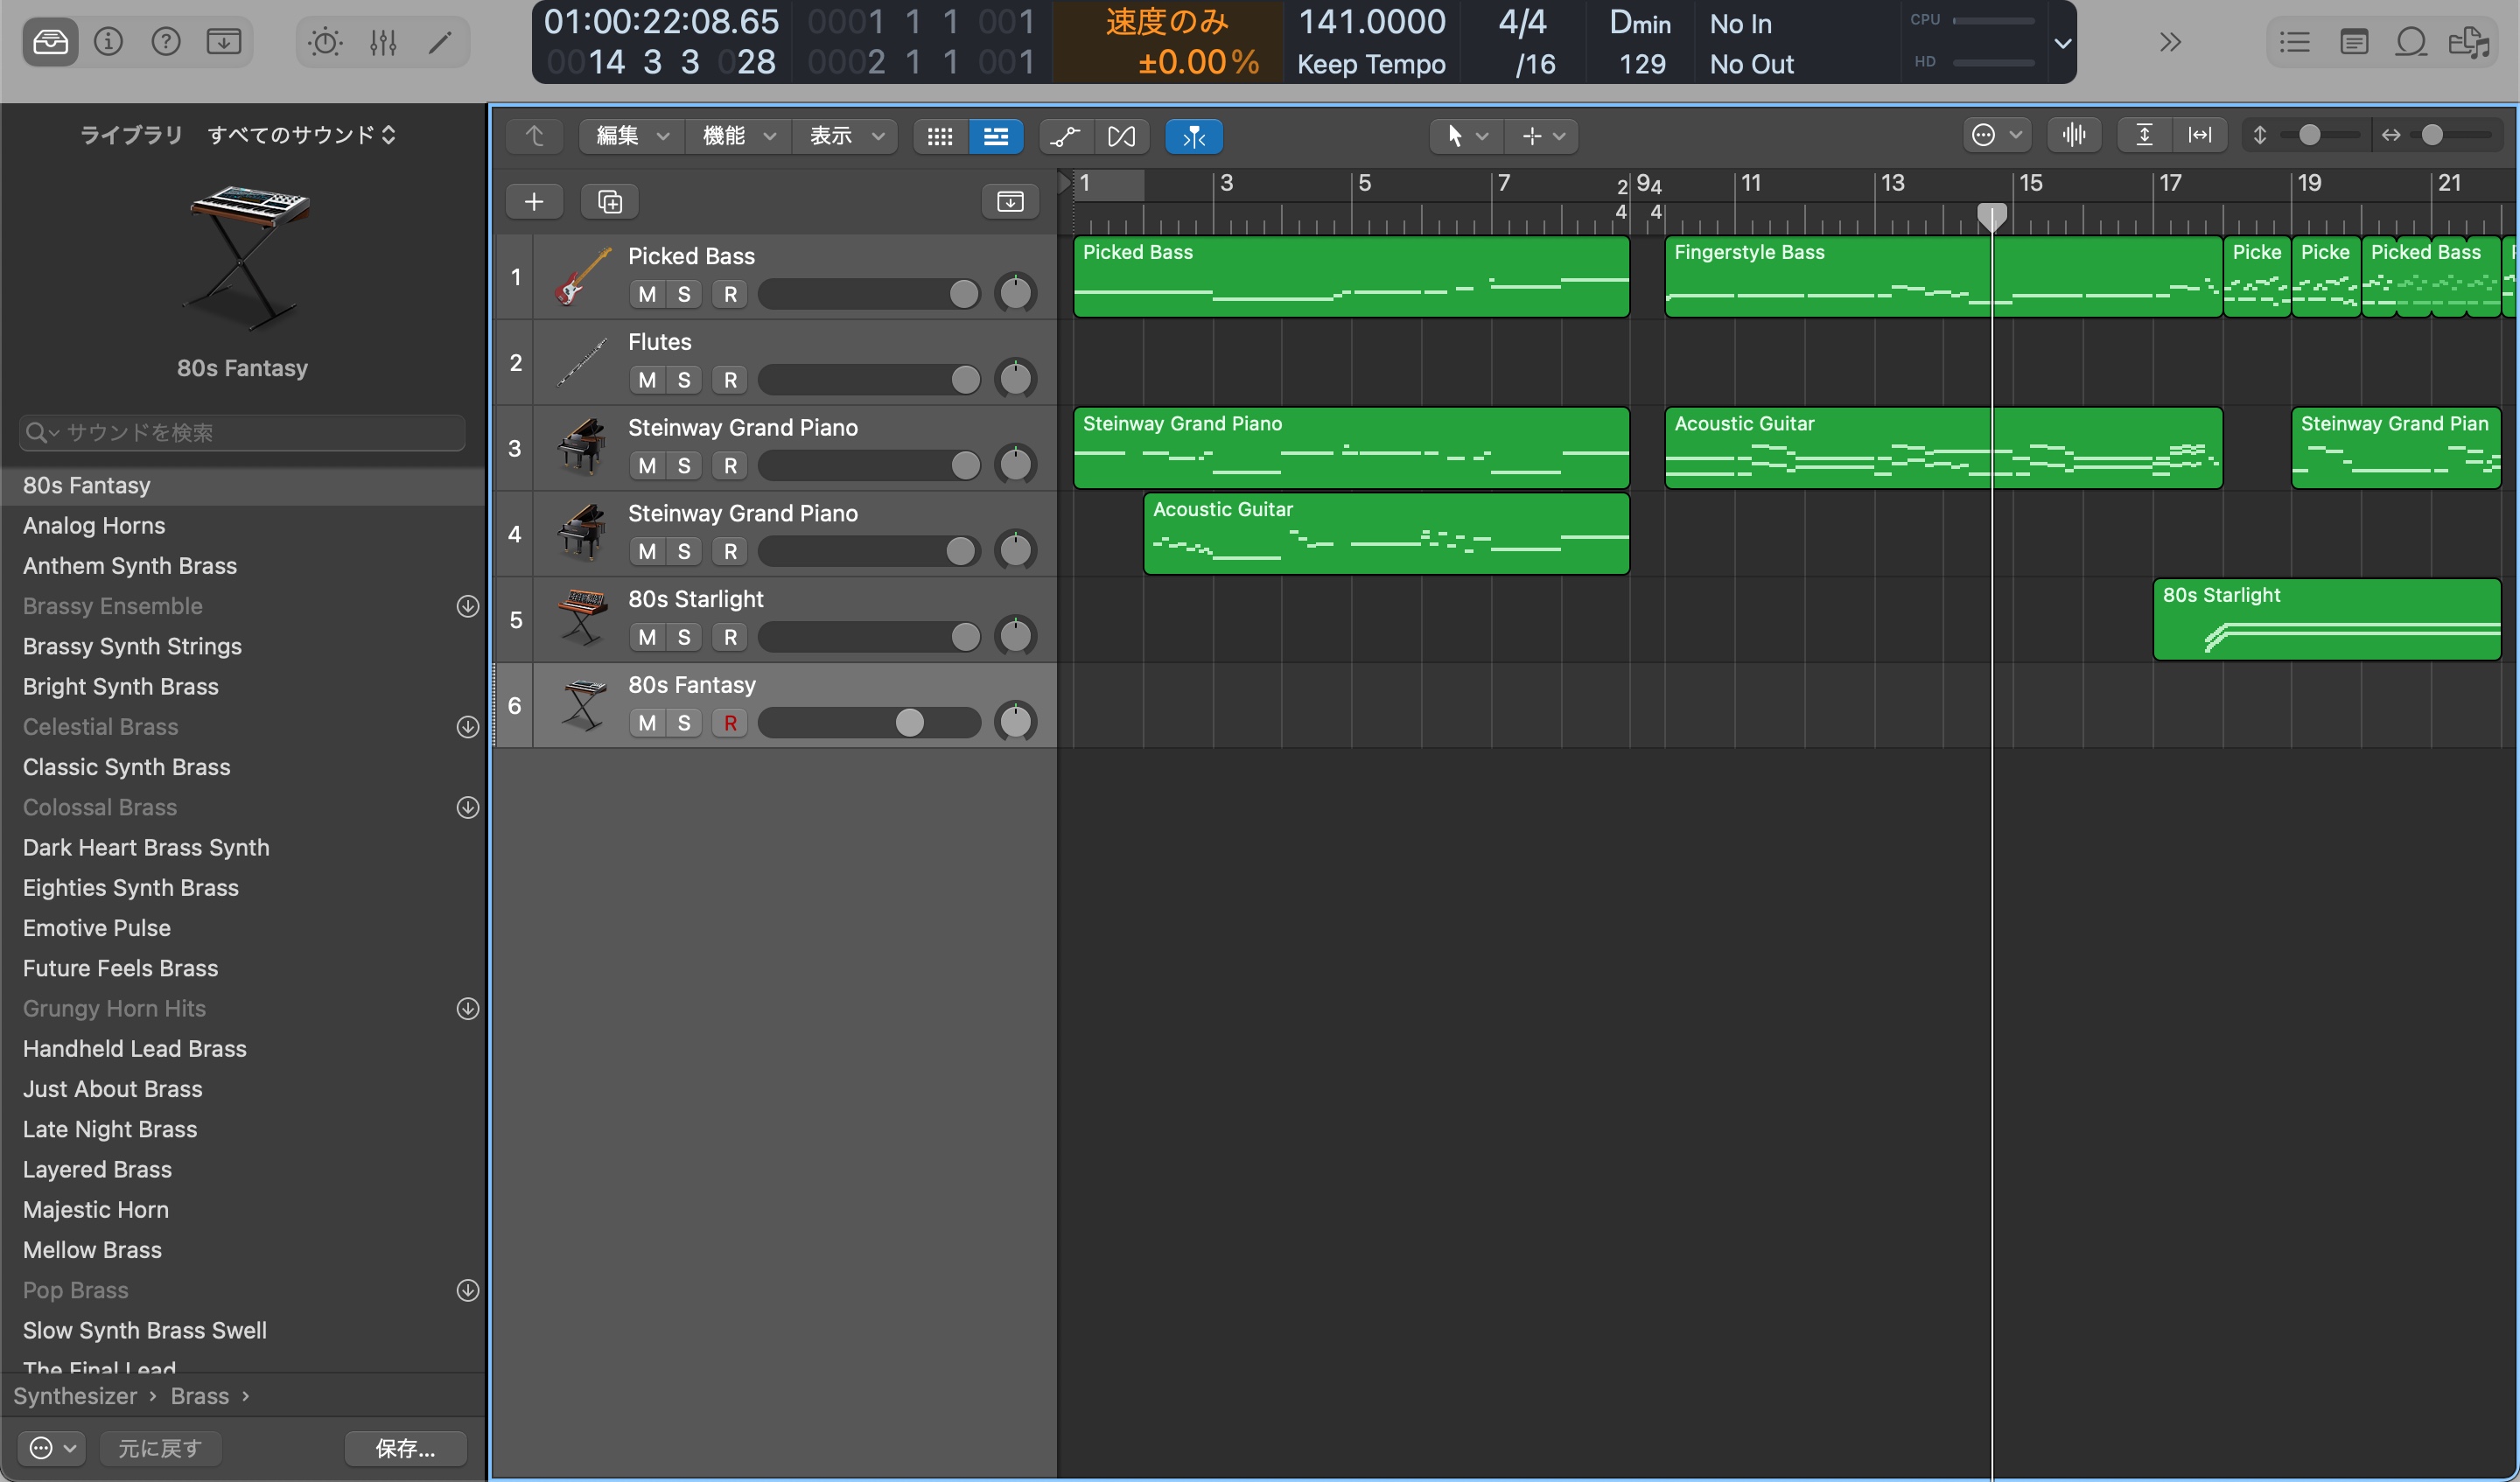 01:00:22:08.65
0014 3 3 028
0001 1 1 001
0002 1 1 001
速度のみ
±0.00%
141.0000
Keep Tempo
4/4
/16
Dmin
129
No In
No Out
CPU
HD
ライブラリ すべてのサウンド
80s Fantasy
サウンドを検索
80s Fantasy
Analog Horns
Anthem Synth Brass
Brassy Ensemble
Brassy Synth Strings
Bright Synth Brass
Celestial Brass
Classic Synth Brass
Colossal Brass
Dark Heart Brass Synth
Eighties Synth Brass
Emotive Pulse
Future Feels Brass
Grungy Horn Hits
Handheld Lead Brass
Just About Brass
Late Night Brass
Layered Brass
Majestic Horn
Mellow Brass
Pop Brass
Slow Synth Brass Swell
The Final Lead
Synthesizer › Brass ›
元に戻す 保存...
編集 機能 表示
1 3 5 7 9 11 13 15 17 19 21
2 4
4 4
1 Picked Bass
M S R
2 Flutes
M S R
3 Steinway Grand Piano
M S R
4 Steinway Grand Piano
M S R
5 80s Starlight
M S R
6 80s Fantasy
M S R
Picked Bass Fingerstyle Bass Picke Picke Picked Bass
Steinway Grand Piano Acoustic Guitar Steinway Grand Pian
Acoustic Guitar
80s Starlight